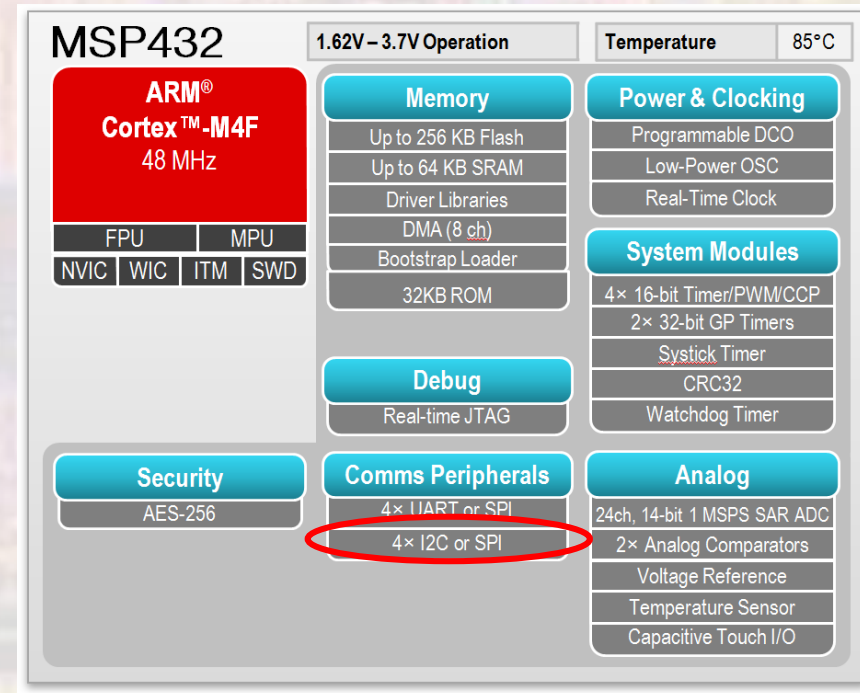 MSP432
1.62V – 3.7V Operation
Temperature 85°C
ARM®
Cortex™-M4F
48 MHz
FPU MPU
NVIC WIC ITM SWD
Memory
Up to 256 KB Flash
Up to 64 KB SRAM
Driver Libraries
DMA (8 ch)
Bootstrap Loader
32KB ROM
Power & Clocking
Programmable DCO
Low-Power OSC
Real-Time Clock
System Modules
4× 16-bit Timer/PWM/CCP
2× 32-bit GP Timers
Systick Timer
CRC32
Watchdog Timer
Debug
Real-time JTAG
Security
AES-256
Comms Peripherals
4× UART or SPI
4× I2C or SPI
Analog
24ch, 14-bit 1 MSPS SAR ADC
2× Analog Comparators
Voltage Reference
Temperature Sensor
Capacitive Touch I/O